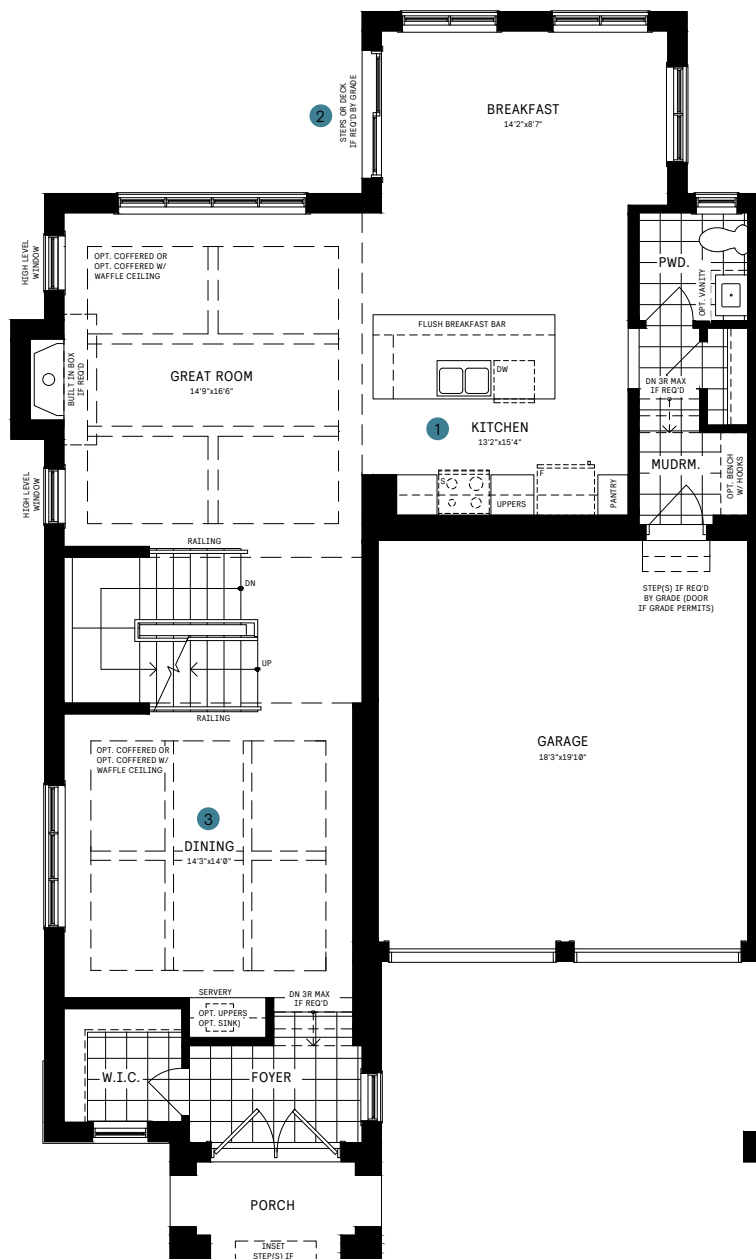 BREAKFAST
14'2"x8'7"
2
STEPS OR DECK
IF REQ'D BY GRADE
HIGH LEVEL
WINDOW
OPT. COFFERED OR
OPT. COFFERED W/
WAFFLE CEILING
PWD.
OPT. VANITY
FLUSH BREAKFAST BAR
GREAT ROOM
14'9"x16'6"
BUILT IN BOX
IF REQ'D
DW
DN 3R MAX
IF REQ'D
1
KITCHEN
13'2"x15'4"
MUDRM.
OPT. BENCH
W/ HOOKS
HIGH LEVEL
WINDOW
S
F
UPPERS
PANTRY
RAILING
DN
STEP(S) IF REQ'D
BY GRADE (DOOR
IF GRADE PERMITS)
UP
RAILING
OPT. COFFERED OR
OPT. COFFERED W/
WAFFLE CEILING
GARAGE
18'3"x19'10"
3
DINING
14'3"x14'0"
SERVERY
OPT. UPPERS
OPT. SINK)
DN 3R MAX
IF REQ'D
W.I.C.
FOYER
PORCH
INSET
STEP(S) IF